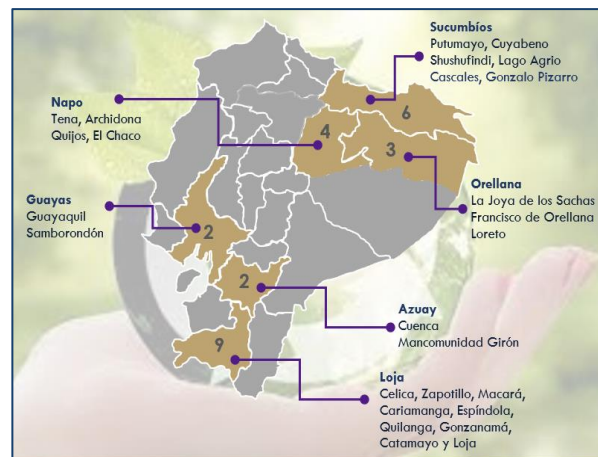 Sucumbíos
Putumayo, Cuyabeno
Shushufindi, Lago Agrio
Cascales, Gonzalo Pizarro
Napo
Tena, Archidona
Quijos, El Chaco
6
4
3
Orellana
La Joya de los Sachas
Francisco de Orellana
Loreto
Guayas
Guayaquil
Samborondón
2
2
Azuay
Cuenca
Mancomunidad Girón
9
Loja
Celica, Zapotillo, Macará,
Cariamanga, Espíndola,
Quilanga, Gonzanamá,
Catamayo y Loja